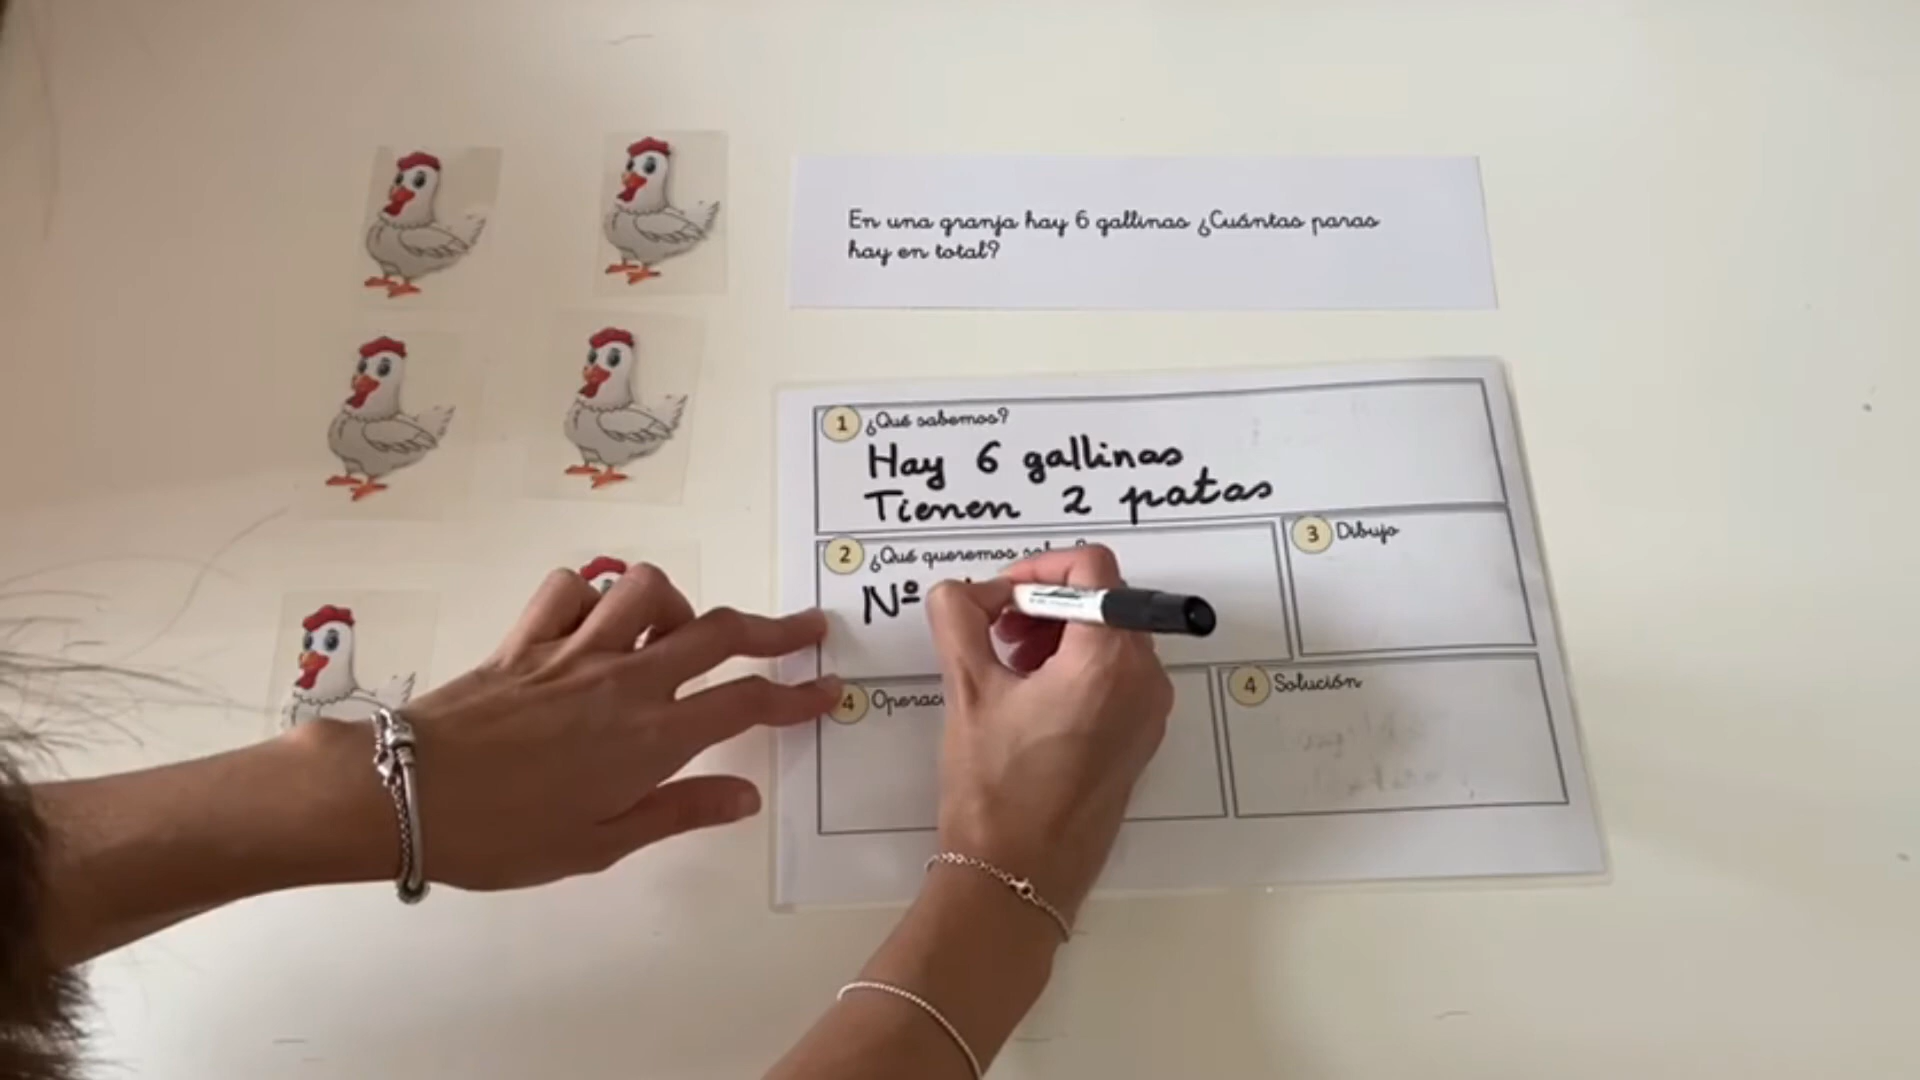 En una granja hay 6 gallinas ¿Cuántas paras
hay en total?
1 ¿Qué sabemos?
Hay 6 gallinas
Tienen 2 patas
2 ¿Qué queremos
Nº
3 Dibujo
4
4 Solución